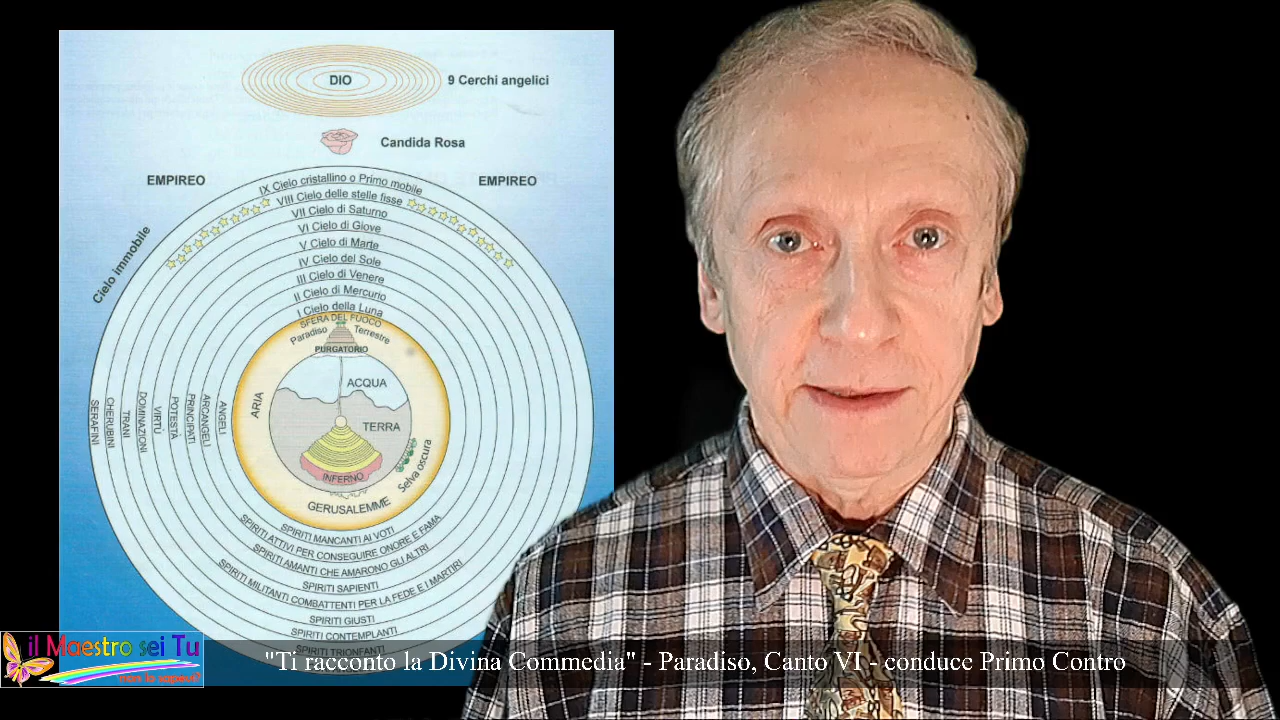 DIO
9 Cerchi angelici
Candida Rosa
EMPIREO
EMPIREO
Cielo immobile
IX Cielo cristallino o Primo mobile
VIII Cielo delle stelle fisse
VII Cielo di Saturno
VI Cielo di Giove
V Cielo di Marte
IV Cielo del Sole
III Cielo di Venere
II Cielo di Mercurio
I Cielo della Luna
SFERA DEL FUOCO
Paradiso Terrestre
PURGATORIO
ACQUA
ARIA
TERRA
INFERNO
Selva oscura
GERUSALEMME
SERAFINI
CHERUBINI
TRANI
DOMINAZIONI
VIRTÙ
POTESTÀ
PRINCIPATI
ARCANGELI
ANGELI
SPIRITI MANCANTI AI VOTI
SPIRITI ATTIVI PER CONSEGUIRE ONORE E FAMA
SPIRITI AMANTI CHE AMARONO GLI ALTRI
SPIRITI SAPIENTI
SPIRITI MILITANTI COMBATTENTI PER LA FEDE E I MARTIRI
SPIRITI GIUSTI
SPIRITI CONTEMPLANTI
SPIRITI TRIONFANTI
il Maestro sei Tu
"Ti racconto la Divina Commedia" - Paradiso, Canto VI - conduce Primo Contro